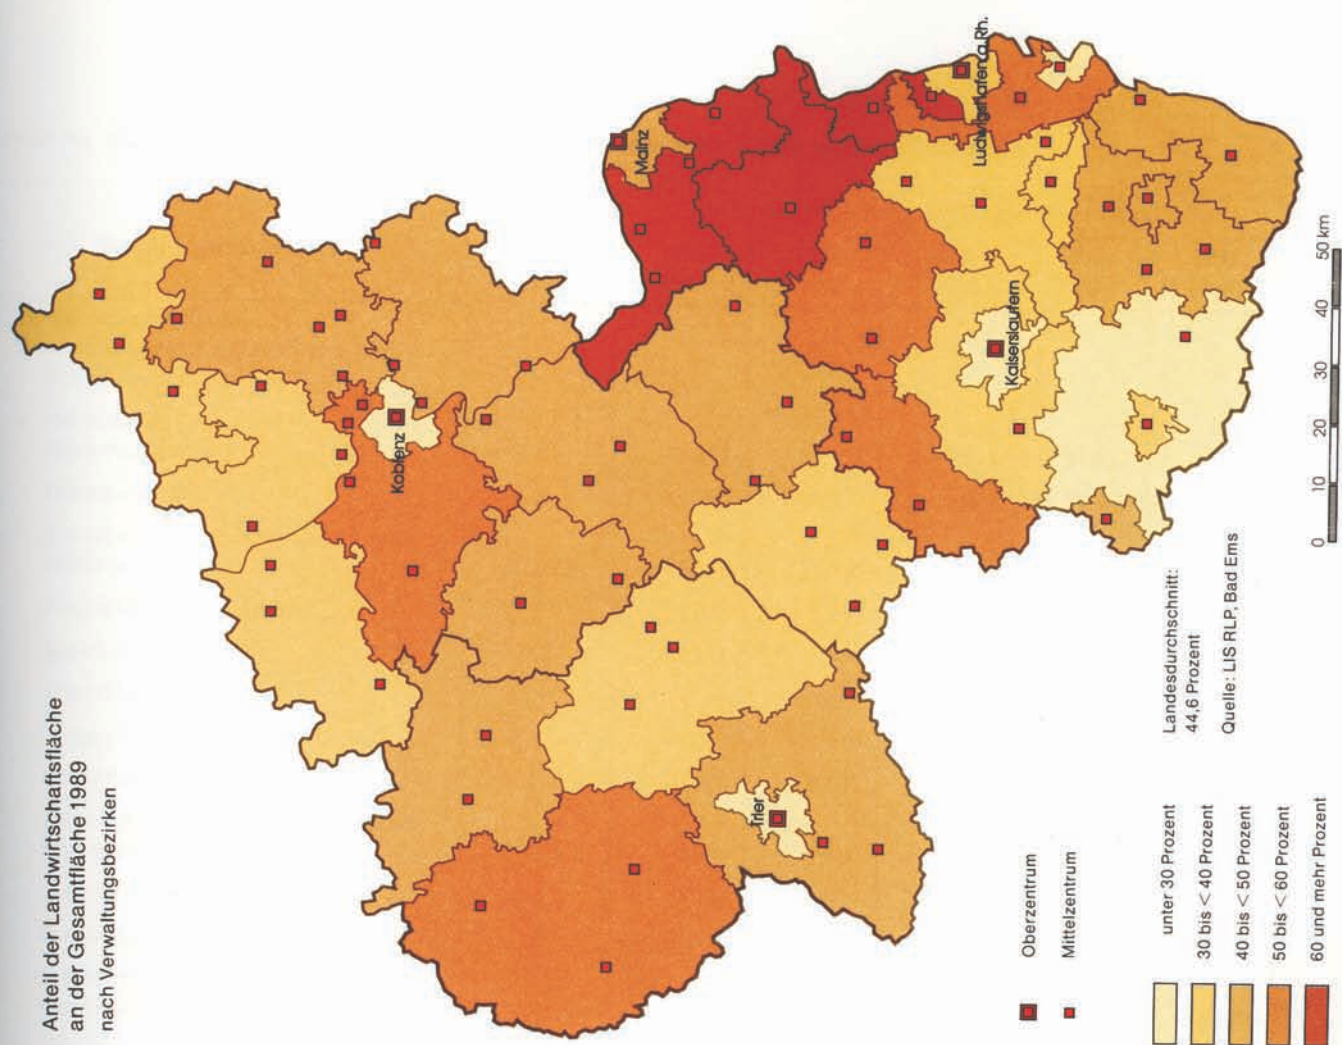 Anteil der Landwirtschaftsfläche
an der Gesamtfläche 1989
nach Verwaltungsbezirken
Koblenz
Mainz
Ludwigshafen a. Rh.
Kaiserslautern
Trier
Oberzentrum
Mittelzentrum
unter 30 Prozent
30 bis < 40 Prozent
40 bis < 50 Prozent
50 bis < 60 Prozent
60 und mehr Prozent
Landesdurchschnitt:
44,6 Prozent
Quelle: LIS RLP, Bad Ems
0 10 20 30 40 50 km